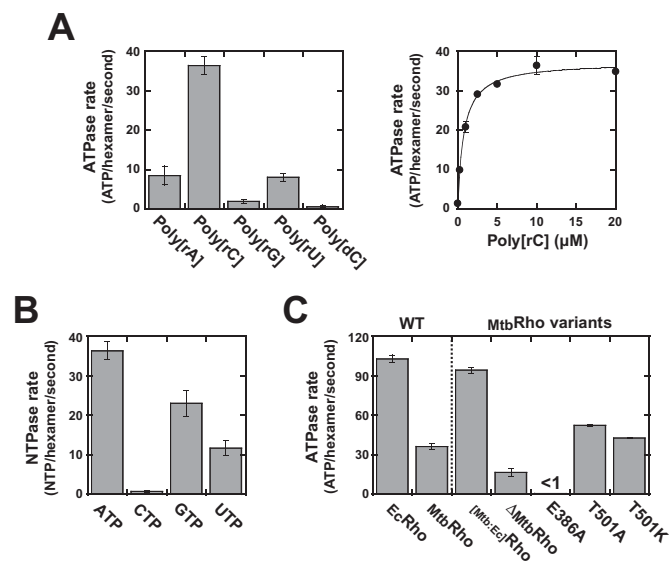 A
ATPase rate
(ATP/hexamer/second)
40
30
20
10
0
Poly[rA]
Poly[rC]
Poly[rG]
Poly[rU]
Poly[dC]
ATPase rate
(ATP/hexamer/second)
40
30
20
10
0
0
5
10
15
20
Poly[rC] (µM)
B
NTPase rate
(NTP/hexamer/second)
40
30
20
10
0
ATP
CTP
GTP
UTP
C
WT
MtbRho variants
ATPase rate
(ATP/hexamer/second)
120
90
60
30
0
<1
EcRho
MtbRho
[Mtb:Ec]Rho
ΔMtbRho
E386A
T501A
T501K